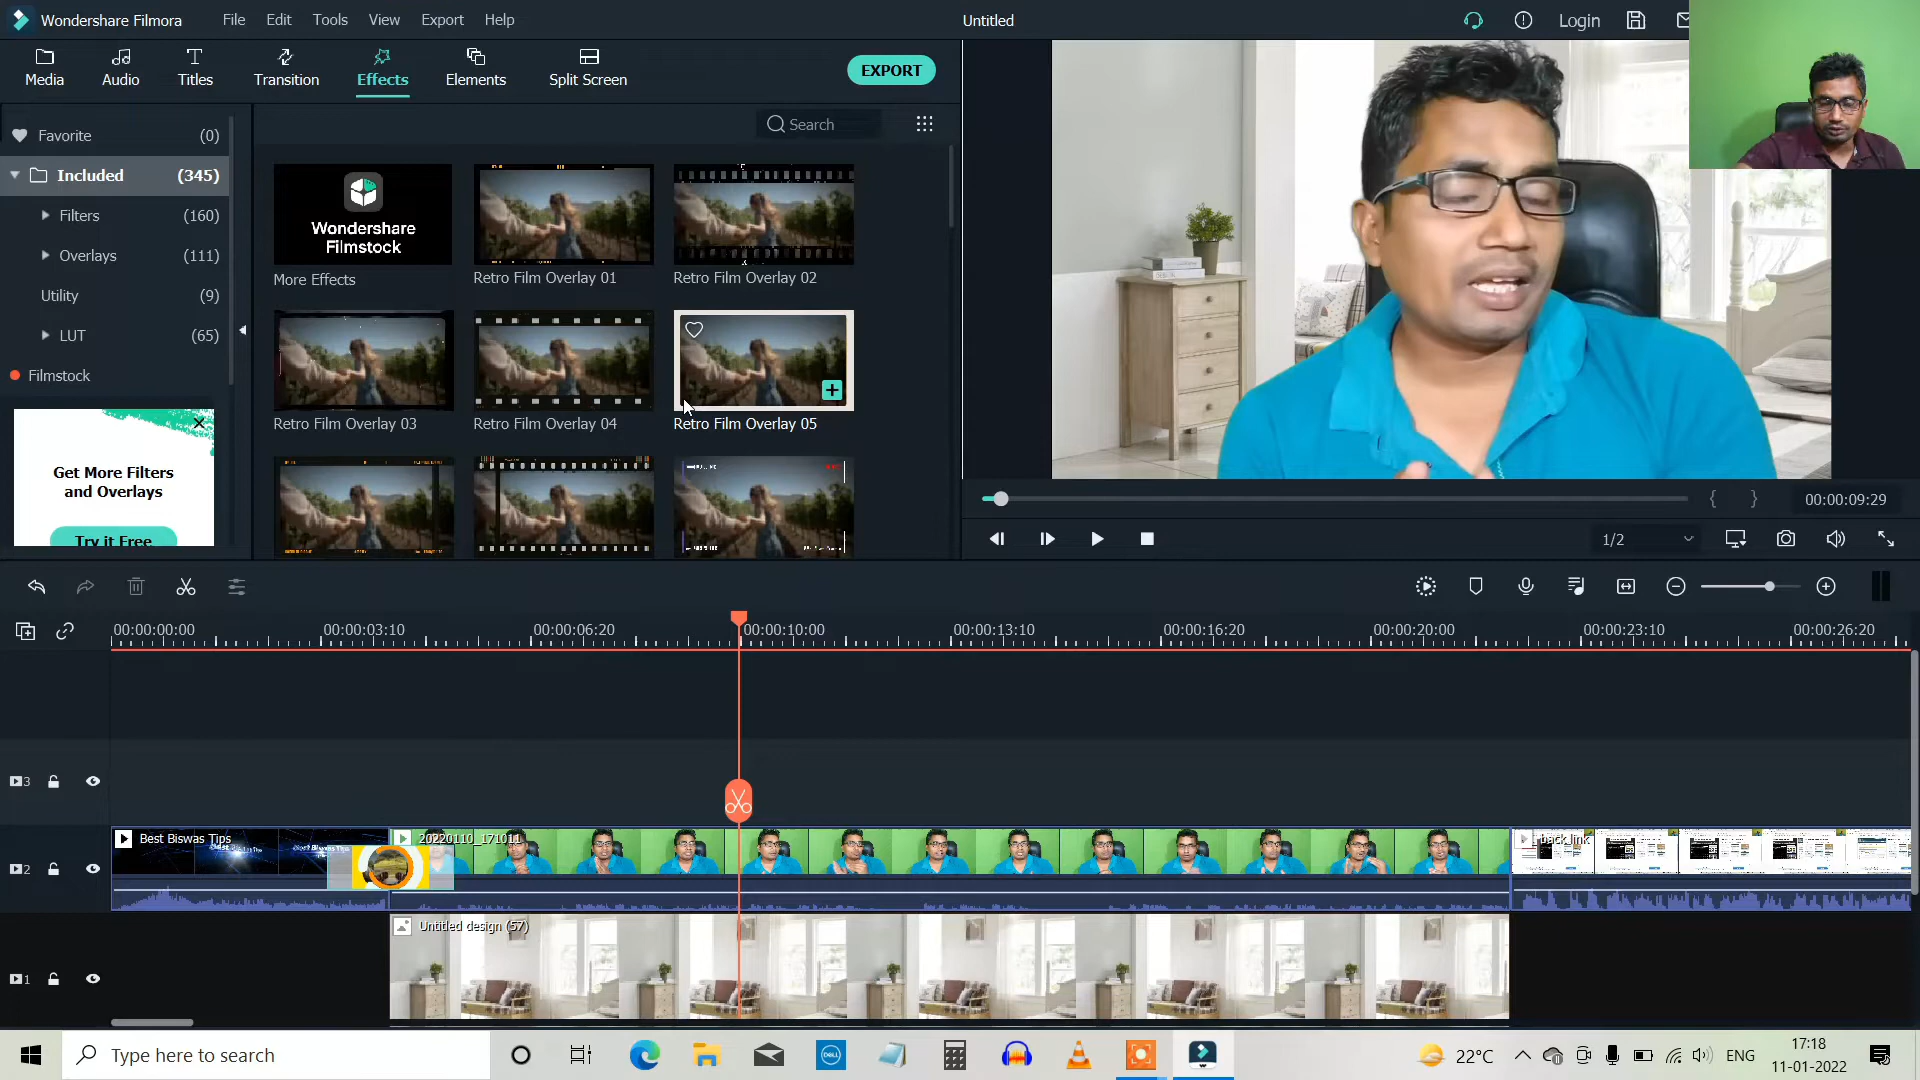 Wondershare Filmora
File
Edit
Tools
View
Export
Help
Untitled
Login
Media
Audio
Titles
Transition
Effects
Elements
Split Screen
EXPORT
Favorite (0)
Included (345)
Filters (160)
Overlays (111)
Utility (9)
LUT (65)
Filmstock
Get More Filters
and Overlays
Try it Free
Search
Wondershare
Filmstock
More Effects
Retro Film Overlay 01
Retro Film Overlay 02
Retro Film Overlay 03
Retro Film Overlay 04
Retro Film Overlay 05
1/2
00:00:09:29
00:00:00:00
00:00:03:10
00:00:06:20
00:00:10:00
00:00:13:10
00:00:16:20
00:00:20:00
00:00:23:10
00:00:26:20
3
Best Biswas Tips
20220110_171011
back link
2
Untitled design (57)
1
Type here to search
DELL
22°C
ENG
17:18
11-01-2022